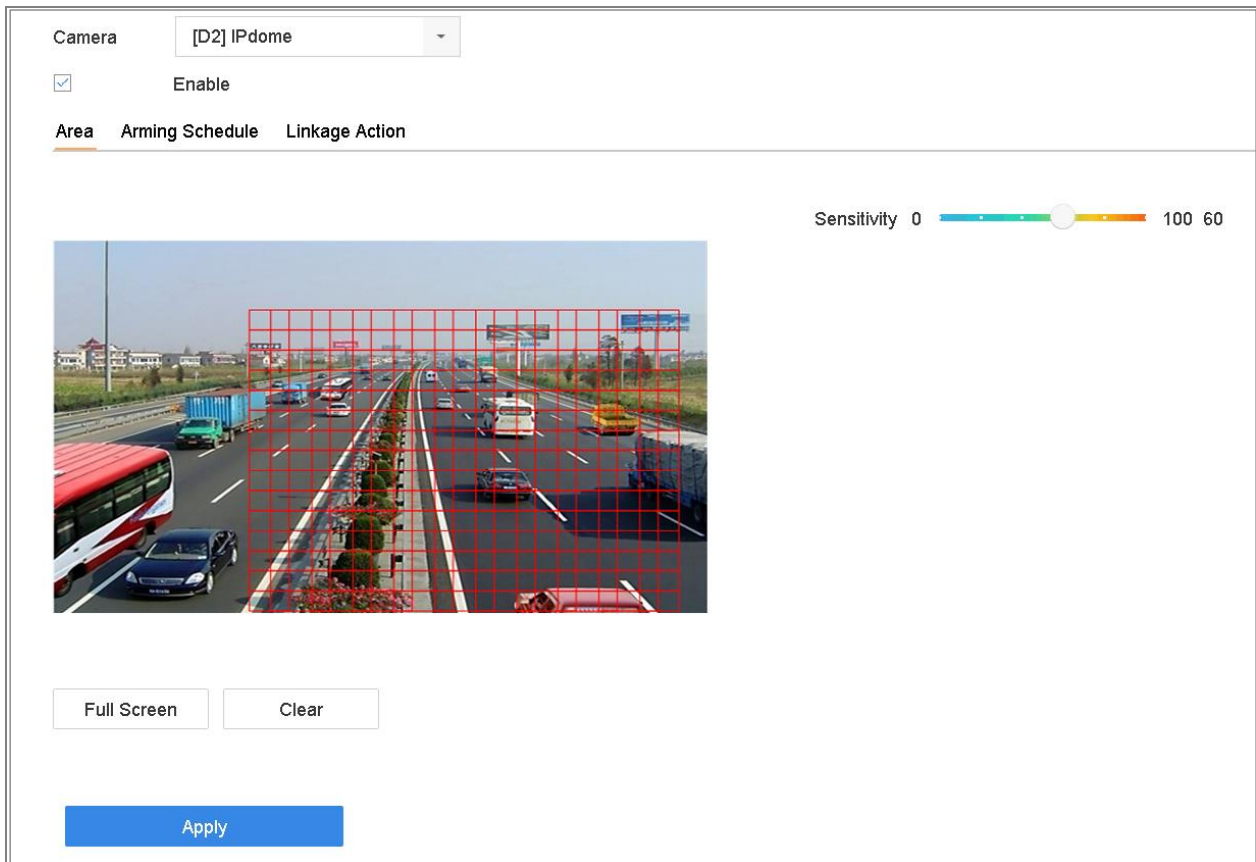 Camera [D2] IPdome
Enable
Area Arming Schedule Linkage Action
Sensitivity 0 100 60
Full Screen Clear
Apply